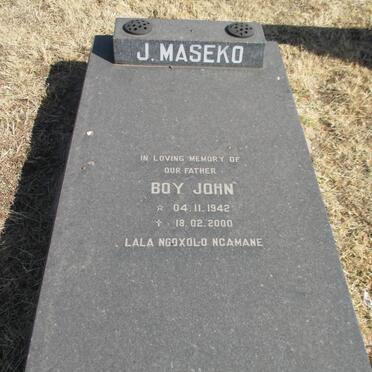 J. MASEKO
IN LOVING MEMORY OF
OUR FATHER
BOY JOHN
☆ 04.11.1942
✝ 18.02.2000
LALA NGOXOLO NCAMANE